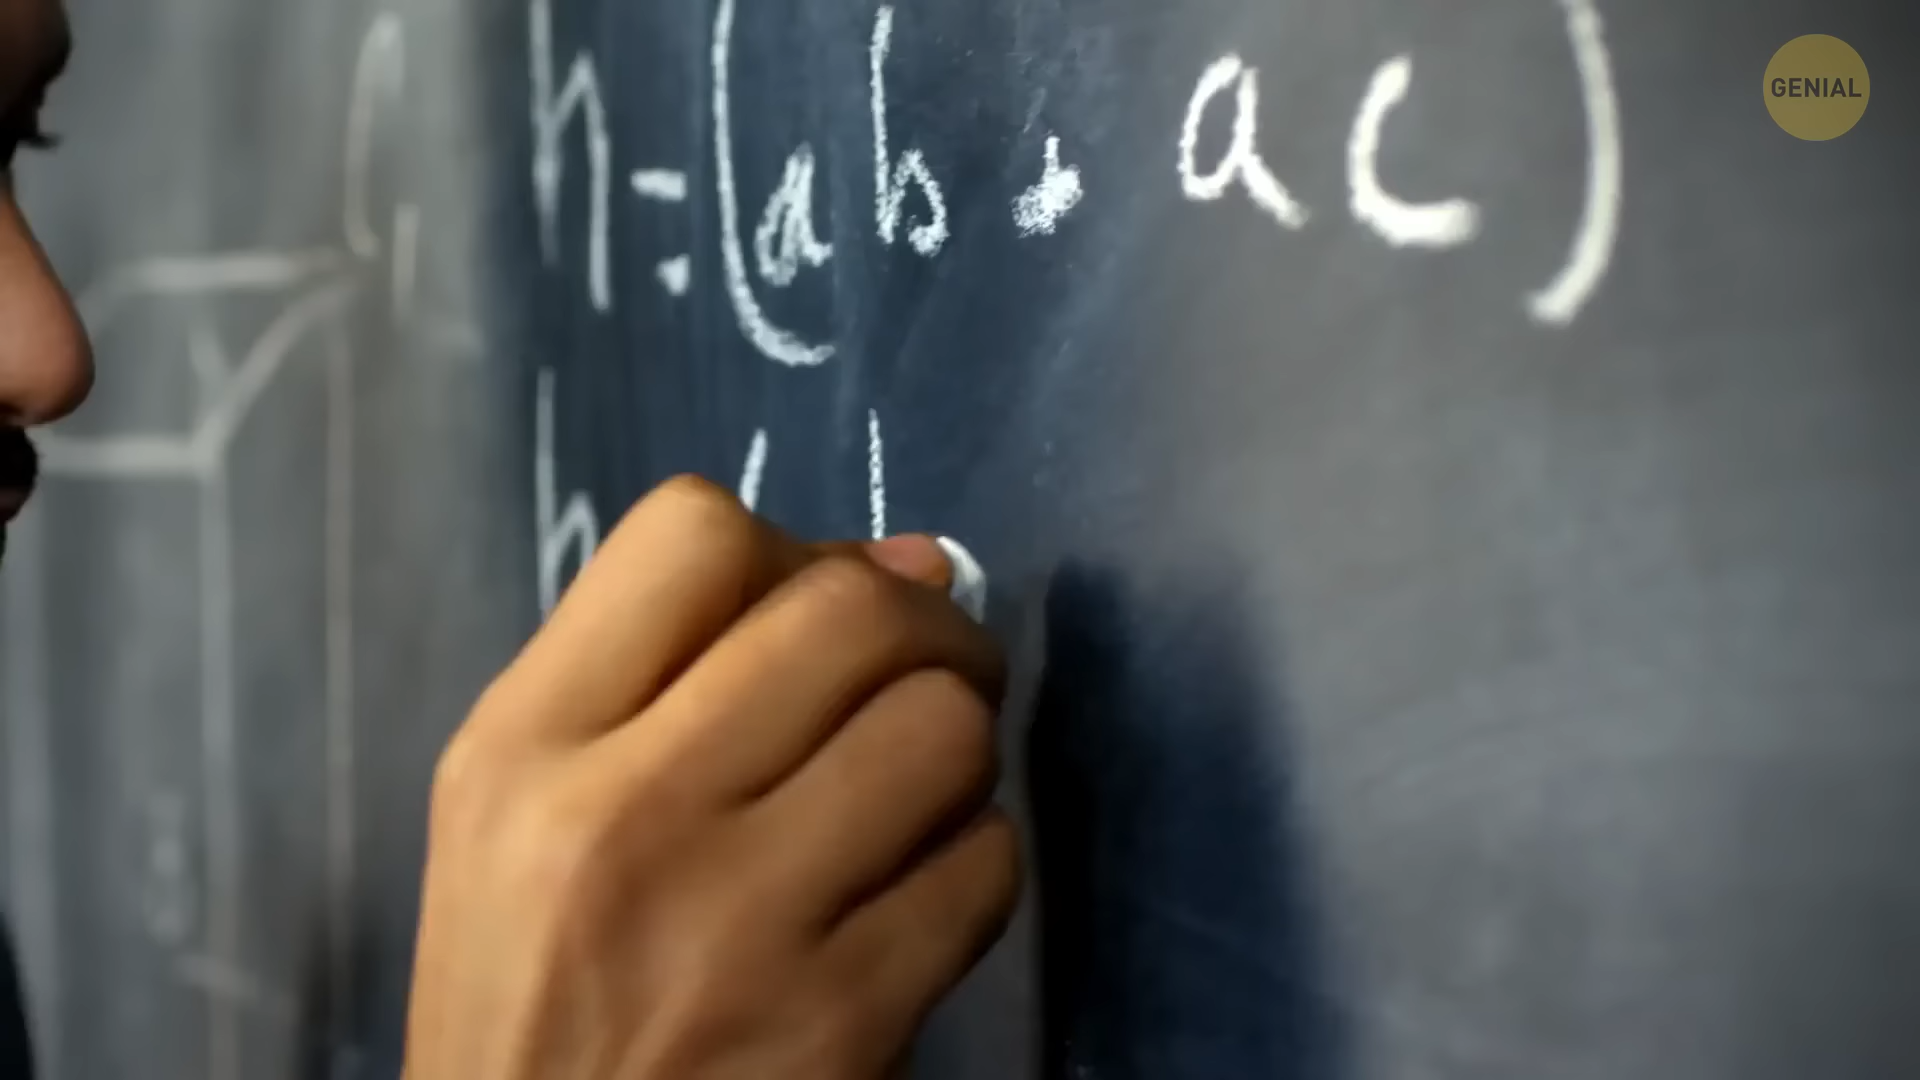 GENIAL
h = (ab · ac)
h